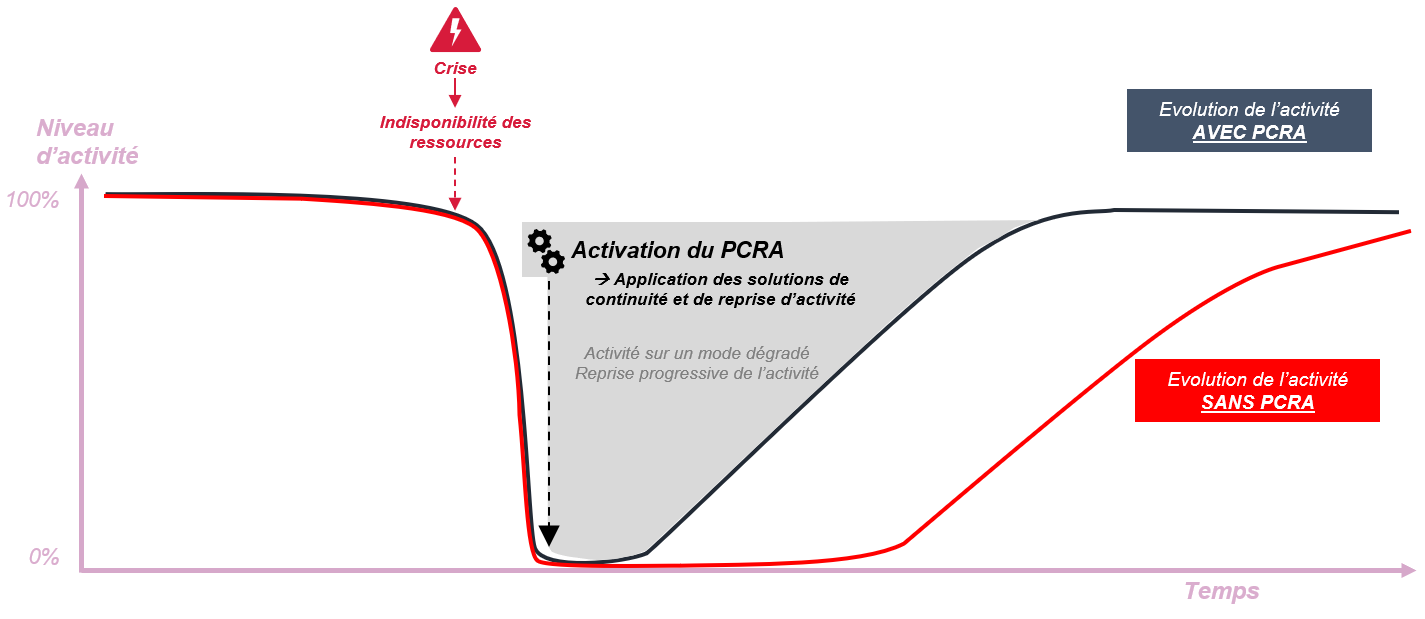 Crise
Indisponibilité des
ressources
Evolution de l’activité
AVEC PCRA
Niveau
d’activité
100%
Activation du PCRA
→ Application des solutions de
continuité et de reprise d’activité
Activité sur un mode dégradé
Reprise progressive de l’activité
Evolution de l’activité
SANS PCRA
0%
Temps